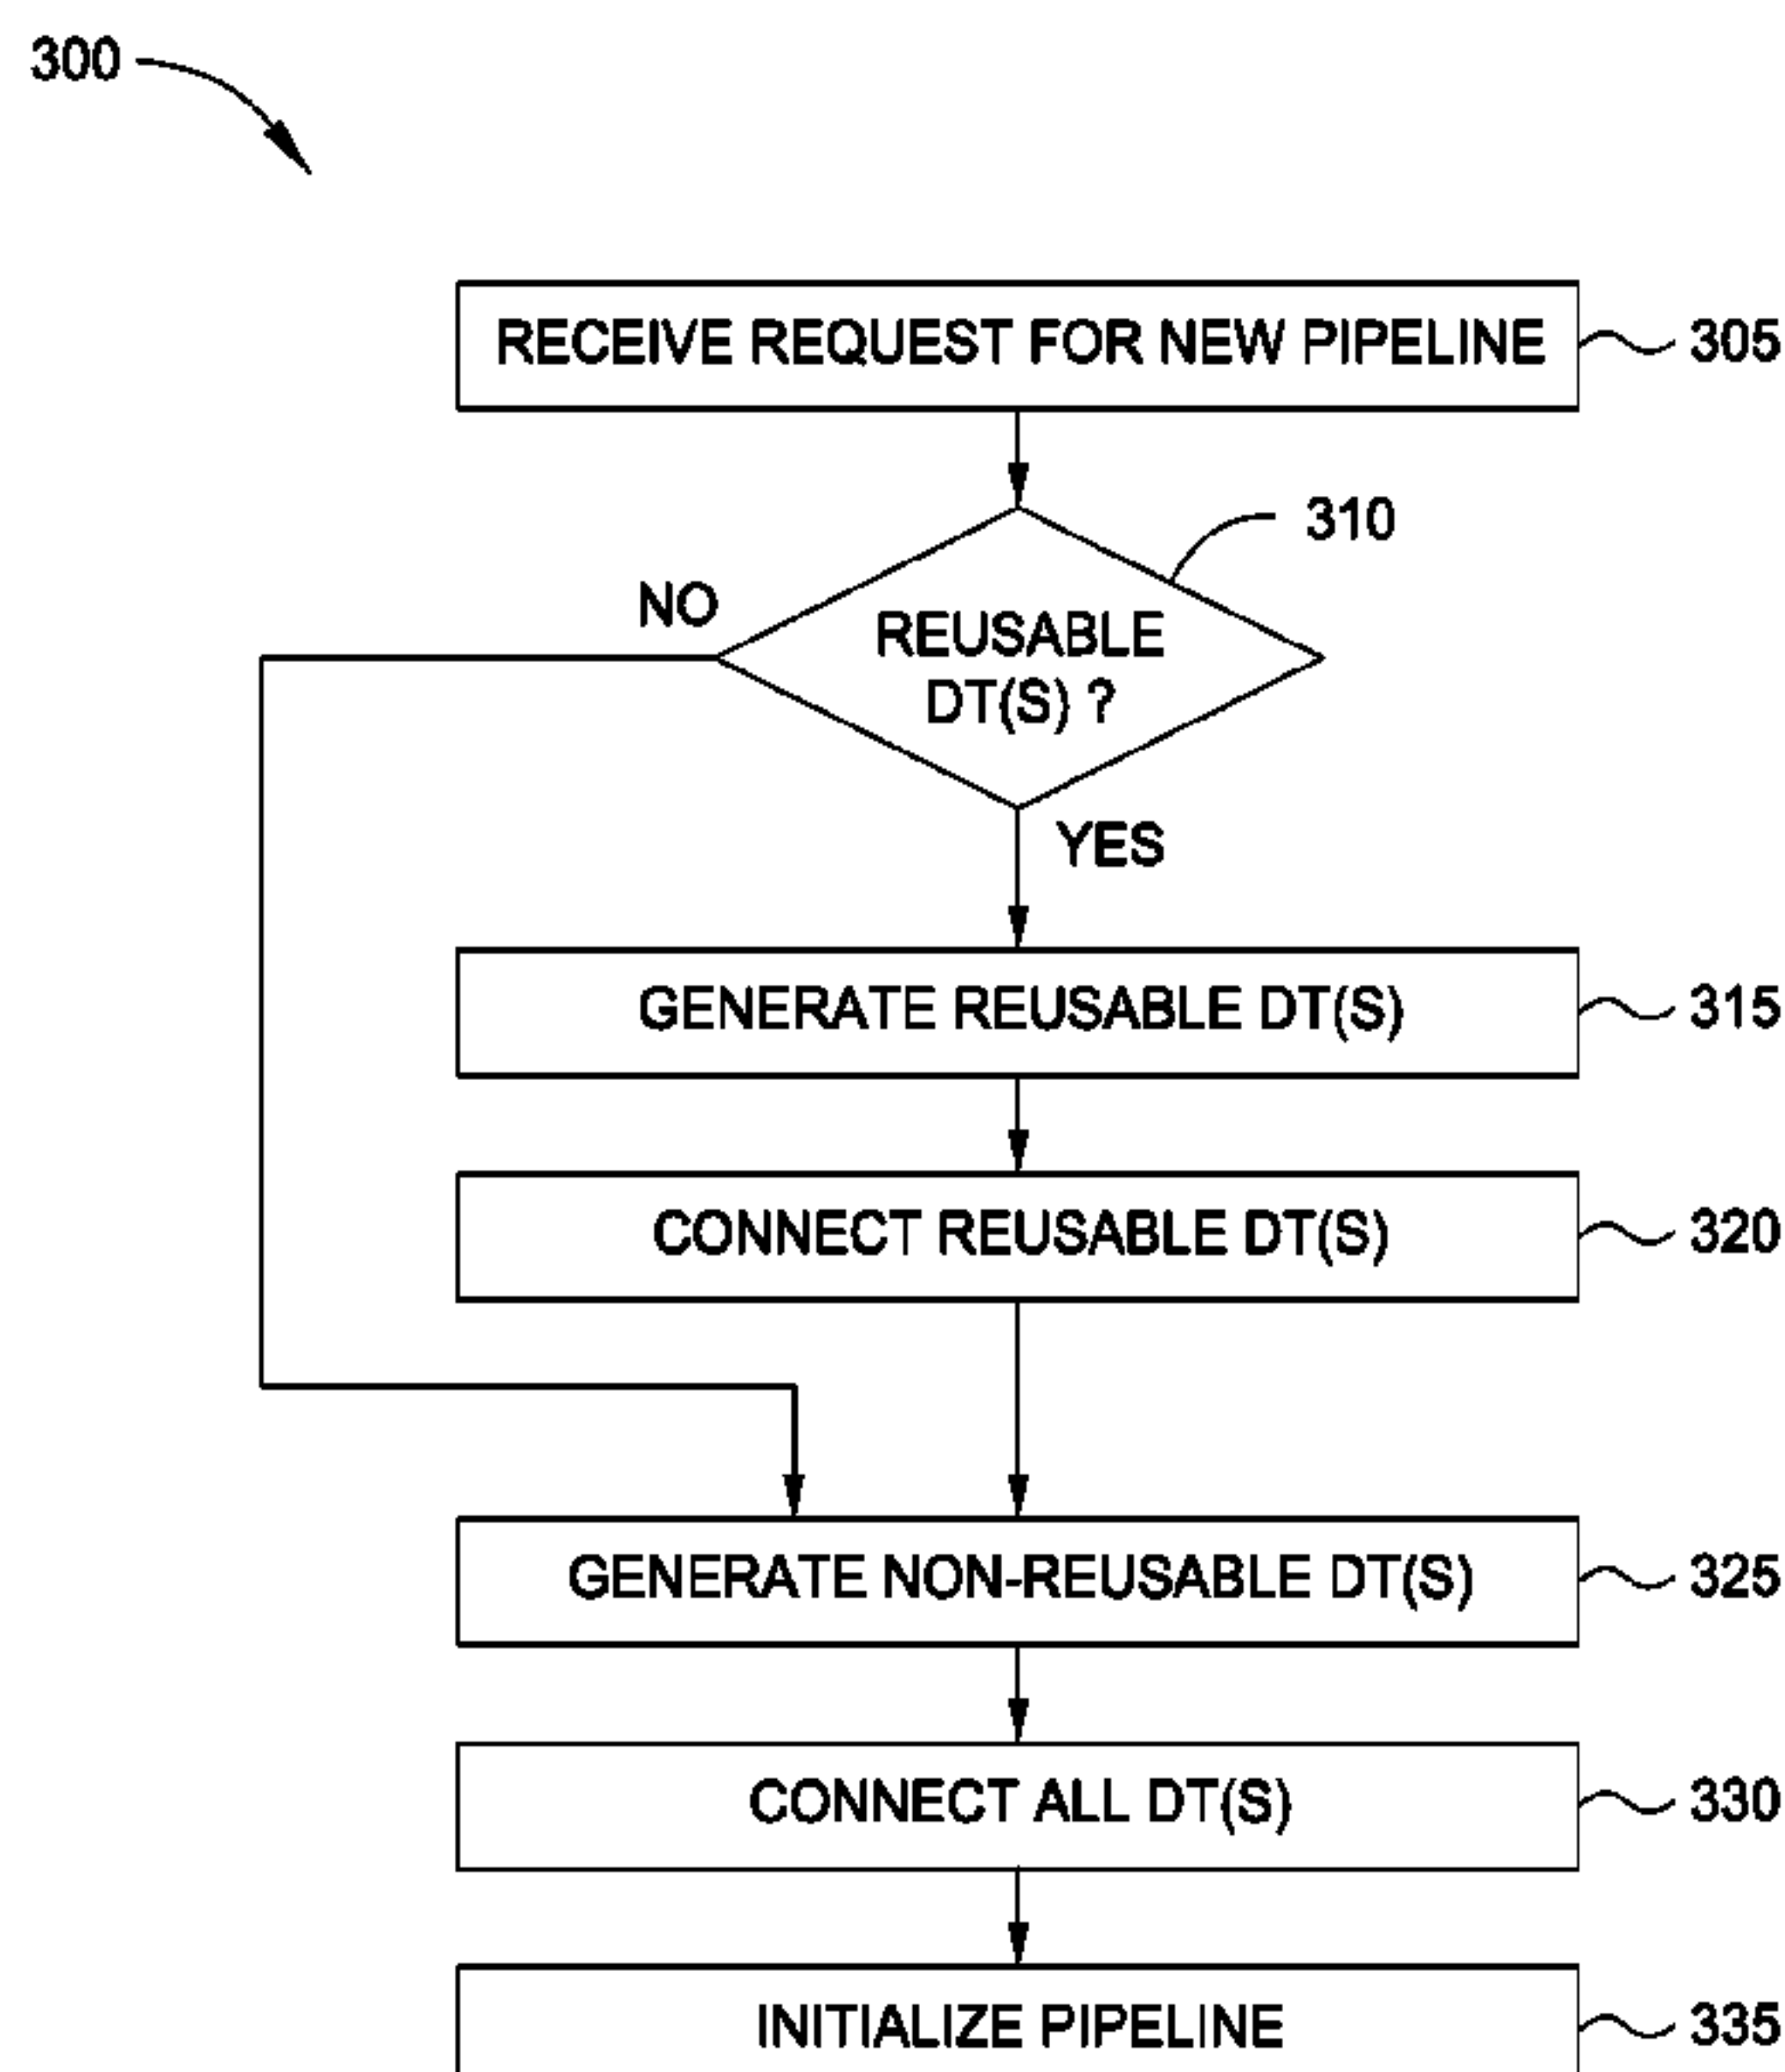 300
RECEIVE REQUEST FOR NEW PIPELINE
305
310
NO
REUSABLE
DT(S) ?
YES
GENERATE REUSABLE DT(S)
315
CONNECT REUSABLE DT(S)
320
GENERATE NON-REUSABLE DT(S)
325
CONNECT ALL DT(S)
330
INITIALIZE PIPELINE
335